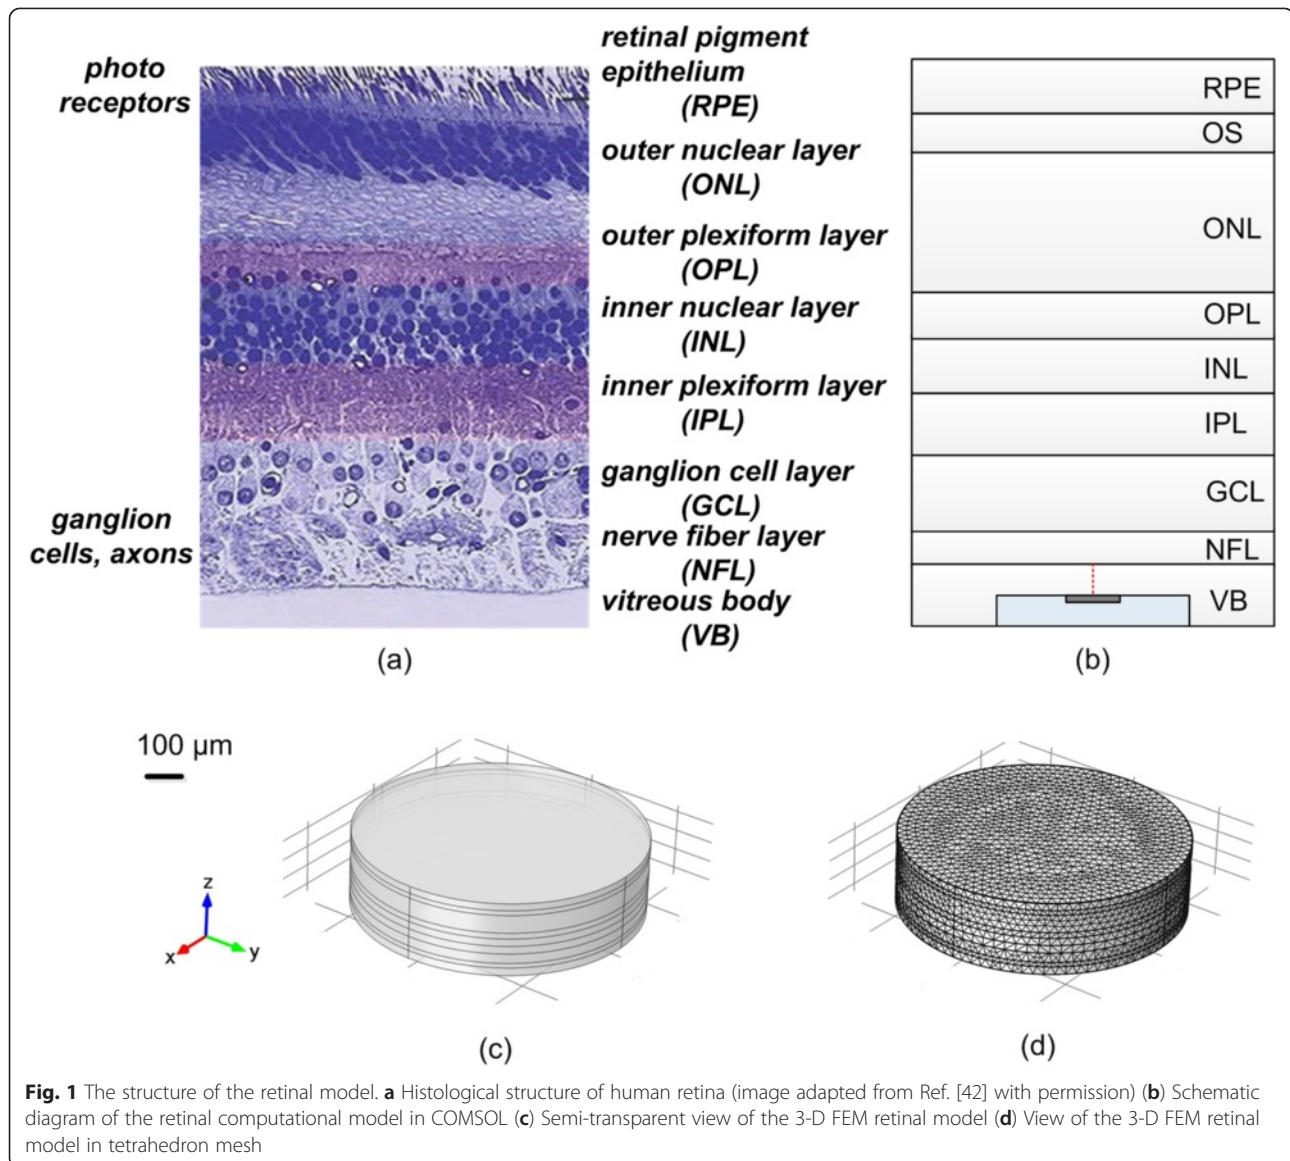 photo
receptors
ganglion
cells, axons
retinal pigment
epithelium
(RPE)
outer nuclear layer
(ONL)
outer plexiform layer
(OPL)
inner nuclear layer
(INL)
inner plexiform layer
(IPL)
ganglion cell layer
(GCL)
nerve fiber layer
(NFL)
vitreous body
(VB)
(a)
RPE
OS
ONL
OPL
INL
IPL
GCL
NFL
VB
(b)
100 µm
z
x
y
(c)
(d)
Fig. 1 The structure of the retinal model. a Histological structure of human retina (image adapted from Ref. [42] with permission) (b) Schematic
diagram of the retinal computational model in COMSOL (c) Semi-transparent view of the 3-D FEM retinal model (d) View of the 3-D FEM retinal
model in tetrahedron mesh